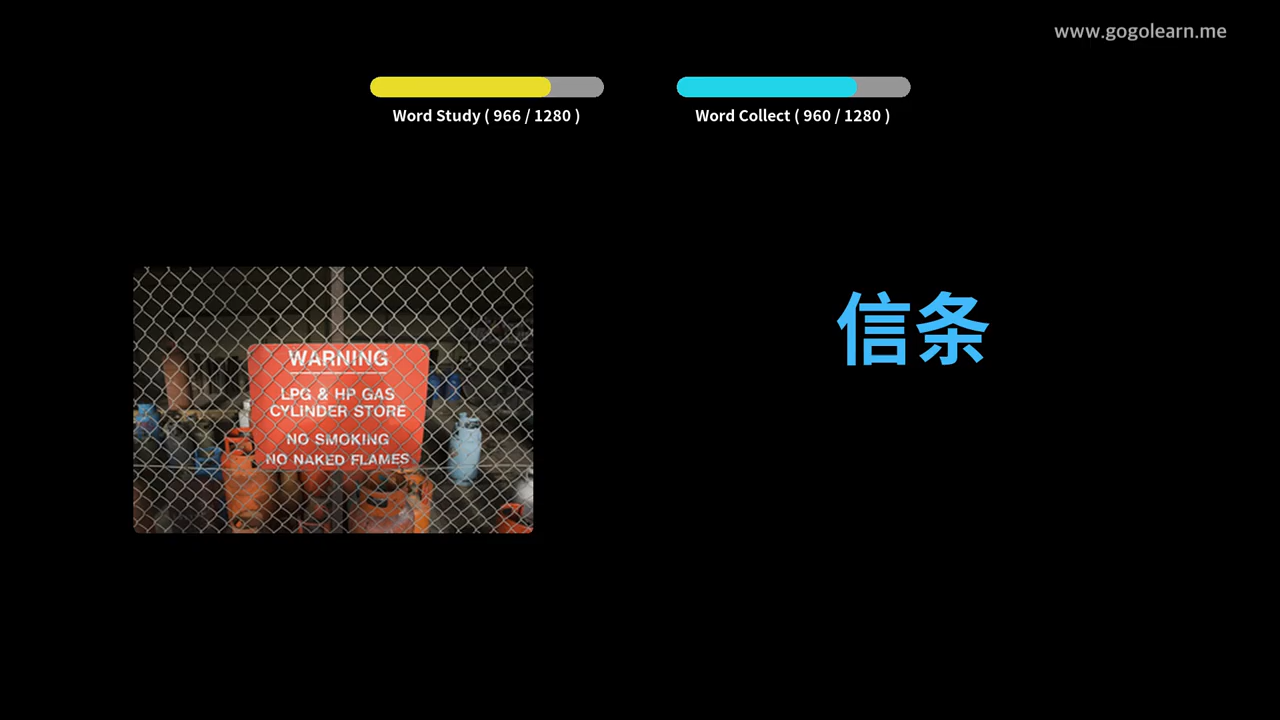 www.gogolearn.me
Word Study ( 966 / 1280 )
Word Collect ( 960 / 1280 )
WARNING
LPG & HP GAS
CYLINDER STORE
NO SMOKING
NO NAKED FLAMES
信条